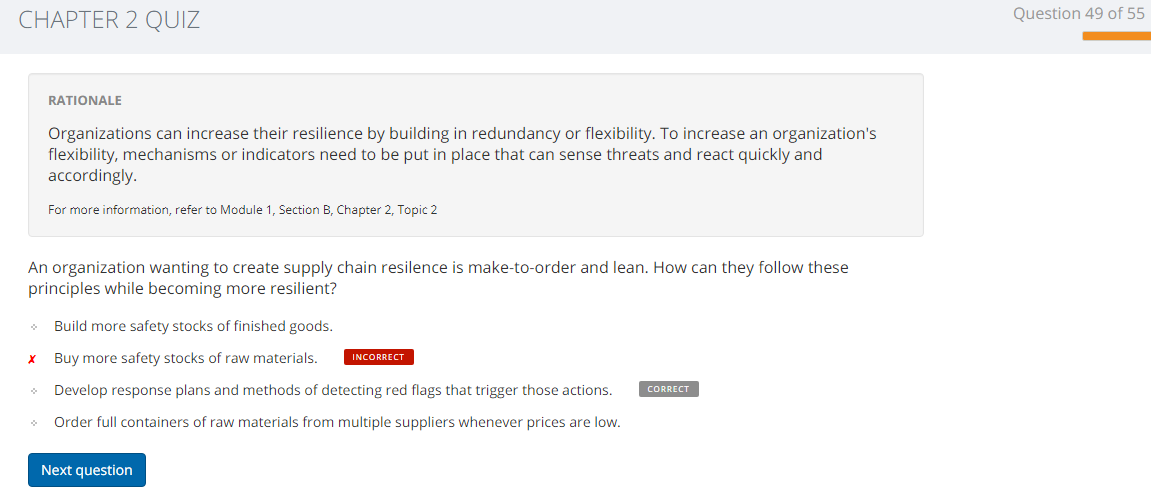 CHAPTER 2 QUIZ
Question 49 of 55
RATIONALE
Organizations can increase their resilience by building in redundancy or flexibility. To increase an organization's
flexibility, mechanisms or indicators need to be put in place that can sense threats and react quickly and
accordingly.
For more information, refer to Module 1, Section B, Chapter 2, Topic 2
An organization wanting to create supply chain resilence is make-to-order and lean. How can they follow these
principles while becoming more resilient?
Build more safety stocks of finished goods.
Buy more safety stocks of raw materials. INCORRECT
Develop response plans and methods of detecting red flags that trigger those actions. CORRECT
Order full containers of raw materials from multiple suppliers whenever prices are low.
Next question